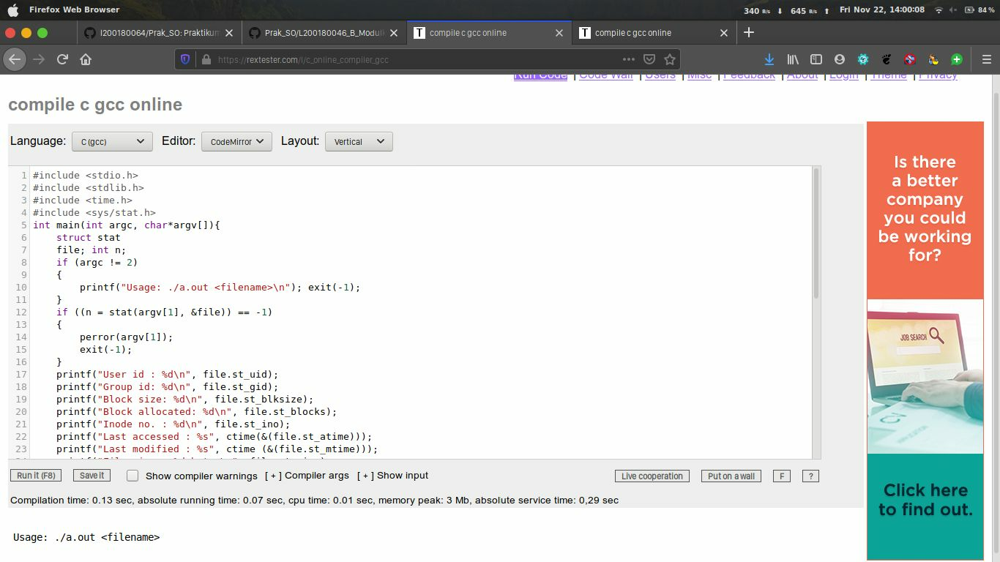 Firefox Web Browser
340 B/s ↓ 645 B/s ↑ Fri Nov 22, 14:00:08 84 %
l200180064/Prak_SO: Praktikum
Prak_SO/L200180046_B_Modul
T compile c gcc online
T compile c gcc online
https://rextester.com/l/c_online_compiler_gcc
Run Code | Code Wall | Users | Misc | Feedback | About | Login | Theme | Privacy
compile c gcc online
Language: C (gcc) Editor: CodeMirror Layout: Vertical
1 #include <stdio.h>
2 #include <stdlib.h>
3 #include <time.h>
4 #include <sys/stat.h>
5 int main(int argc, char*argv[]){
6 struct stat
7 file; int n;
8 if (argc != 2)
9 {
10 printf("Usage: ./a.out <filename>\n"); exit(-1);
11 }
12 if ((n = stat(argv[1], &file)) == -1)
13 {
14 perror(argv[1]);
15 exit(-1);
16 }
17 printf("User id : %d\n", file.st_uid);
18 printf("Group id: %d\n", file.st_gid);
19 printf("Block size: %d\n", file.st_blksize);
20 printf("Block allocated: %d\n", file.st_blocks);
21 printf("Inode no. : %d\n", file.st_ino);
22 printf("Last accessed : %s", ctime(&(file.st_atime)));
23 printf("Last modified : %s", ctime (&(file.st_mtime)));
Run it (F8) Save it Show compiler warnings [ + ] Compiler args [ + ] Show input Live cooperation Put on a wall F ?
Compilation time: 0.13 sec, absolute running time: 0.07 sec, cpu time: 0.01 sec, memory peak: 3 Mb, absolute service time: 0,29 sec
Usage: ./a.out <filename>
Is there
a better
company
you could
be working
for?
JOB SEARCH
Click here
to find out.